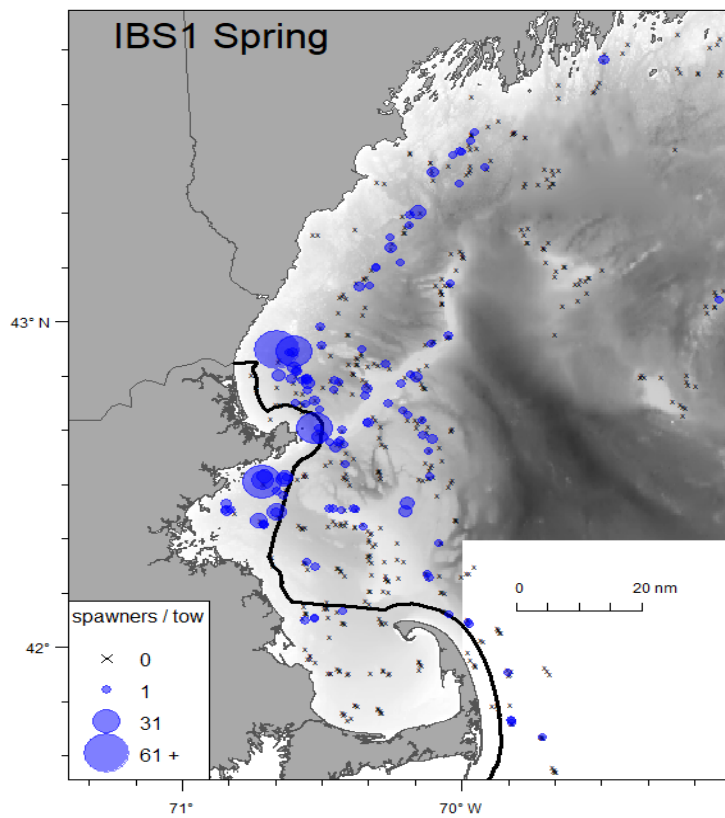 IBS1 Spring
43° N
0
20 nm
spawners / tow
0
1
31
61 +
42°
71°
70° W